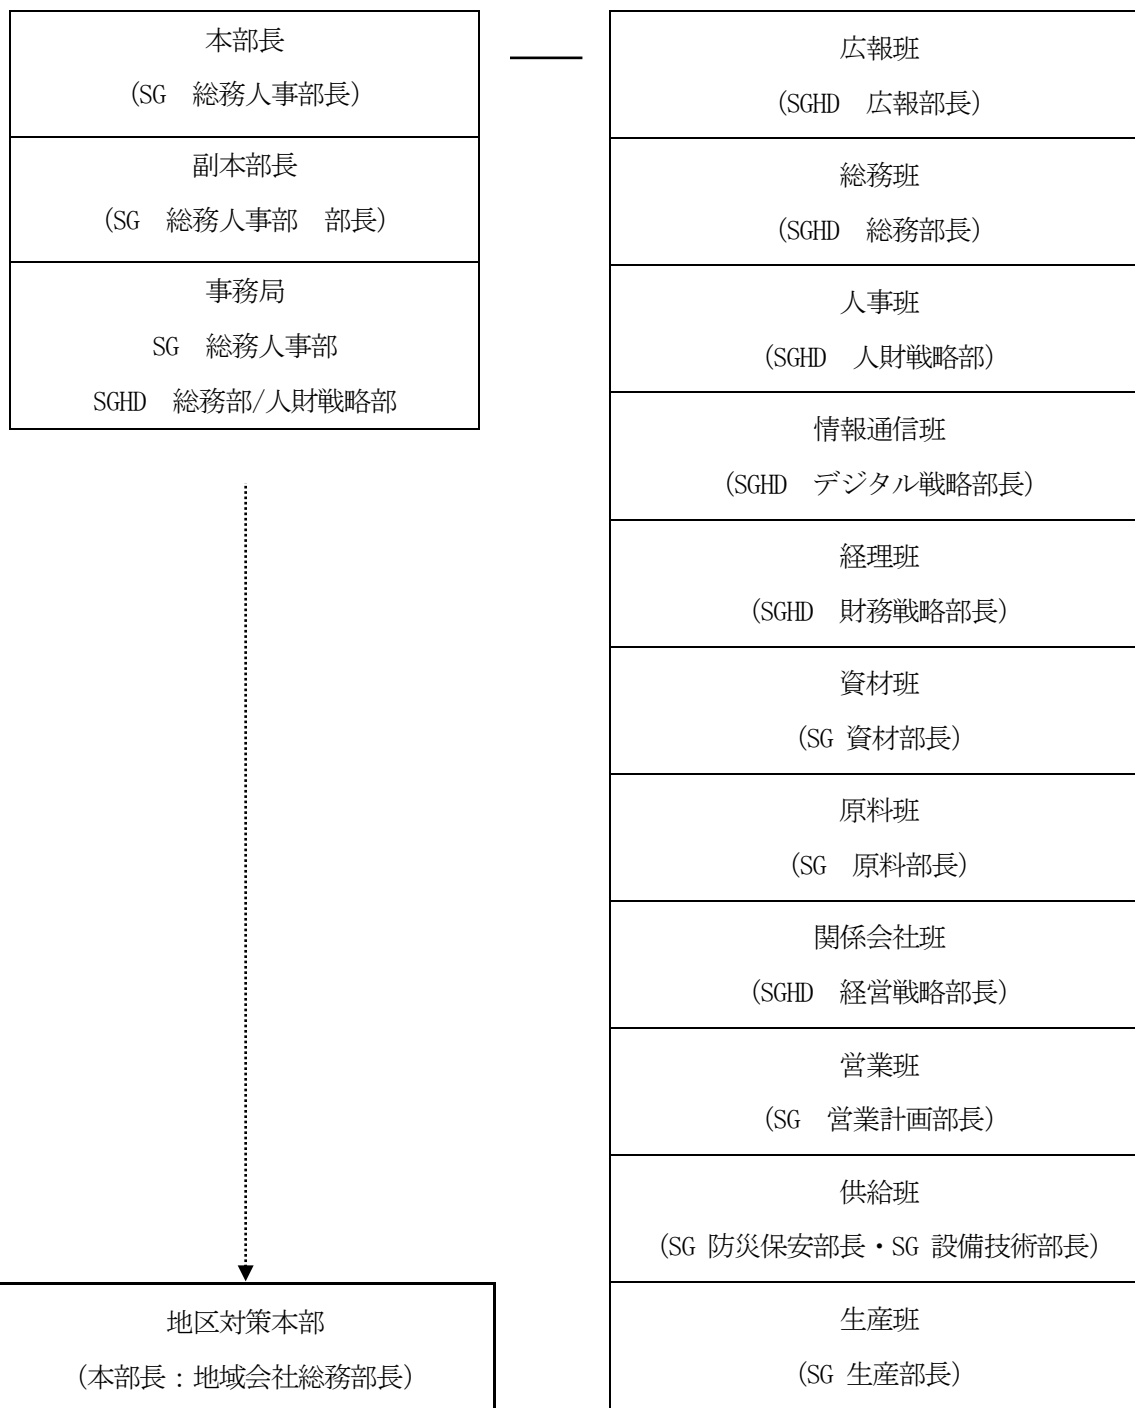 本部長
(SG　総務人事部長)
副本部長
(SG　総務人事部　部長)
事務局
SG　総務人事部
SGHD　総務部/人財戦略部
地区対策本部
(本部長：地域会社総務部長)
広報班
(SGHD　広報部長)
総務班
(SGHD　総務部長)
人事班
(SGHD　人財戦略部)
情報通信班
(SGHD　デジタル戦略部長)
経理班
(SGHD　財務戦略部長)
資材班
(SG 資材部長)
原料班
(SG　原料部長)
関係会社班
(SGHD　経営戦略部長)
営業班
(SG　営業計画部長)
供給班
(SG 防災保安部長・SG 設備技術部長)
生産班
(SG 生産部長)